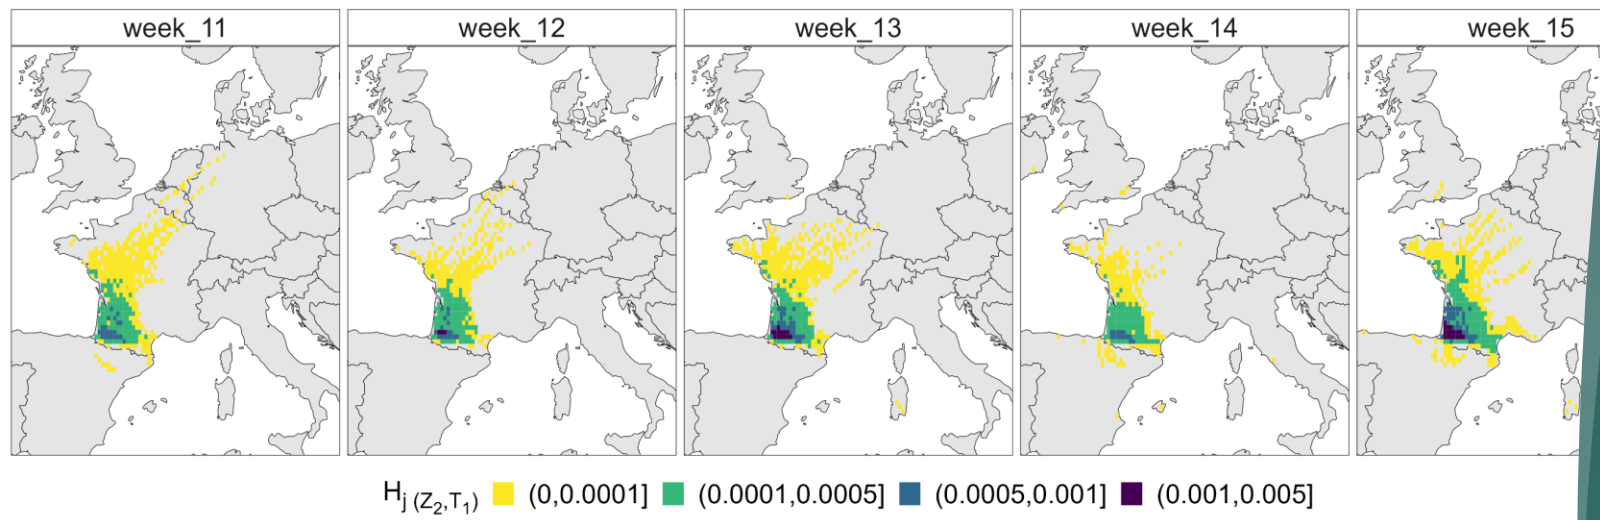 week_11 week_12 week_13 week_14 week_15
H j (Z₂,T₁) (0,0.0001] (0.0001,0.0005] (0.0005,0.001] (0.001,0.005]